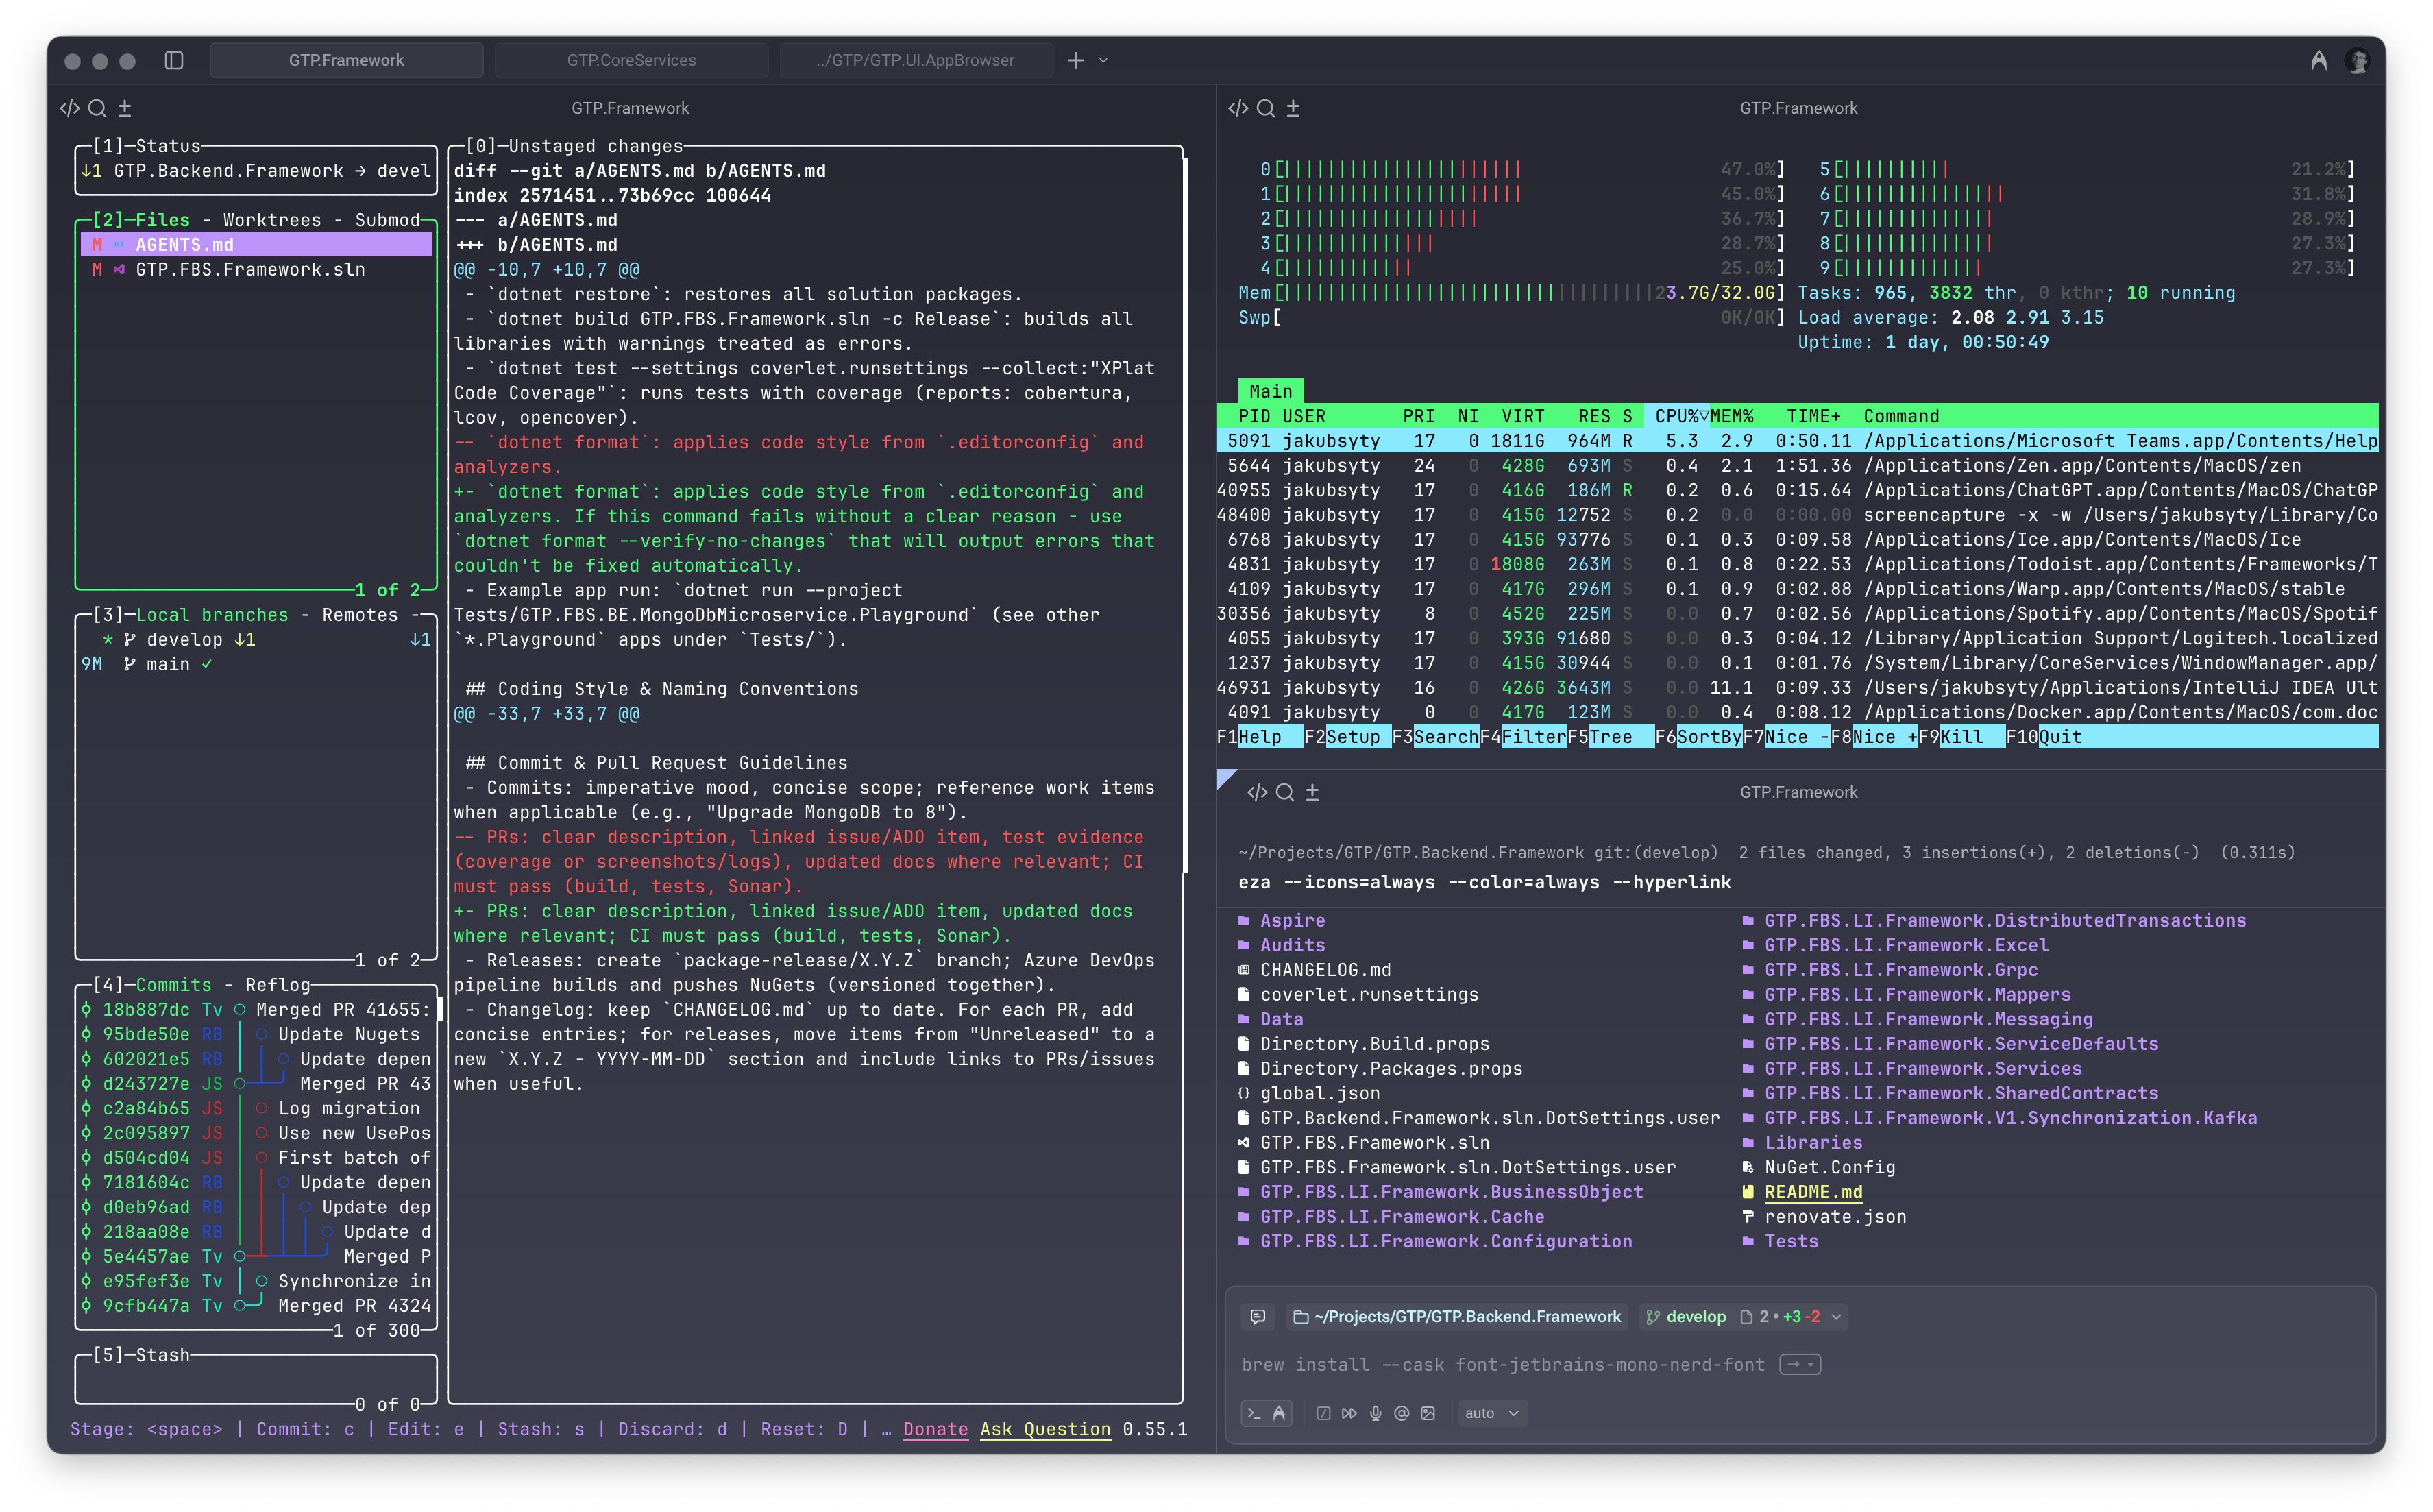 GTP.Framework
GTP.CoreServices
../GTP/GTP.UI.AppBrowser
GTP.Framework
[1]—Status
↓1 GTP.Backend.Framework → devel
[2]—Files - Worktrees - Submod
M AGENTS.md
M GTP.FBS.Framework.sln
1 of 2
[3]—Local branches - Remotes -
* develop ↓1 ↓1
9M main ✓
1 of 2
[4]—Commits - Reflog
18b887dc Tv Merged PR 41655:
95bde50e RB Update Nugets
602021e5 RB Update depen
d243727e JS Merged PR 43
c2a84b65 JS Log migration
2c095897 JS Use new UsePos
d504cd04 JS First batch of
7181604c RB Update depen
d0eb96ad RB Update dep
218aa08e RB Update d
5e4457ae Tv Merged P
e95fef3e Tv Synchronize in
9cfb447a Tv Merged PR 4324
1 of 300
[5]—Stash
0 of 0
[0]—Unstaged changes
diff --git a/AGENTS.md b/AGENTS.md
index 2571451..73b69cc 100644
--- a/AGENTS.md
+++ b/AGENTS.md
@@ -10,7 +10,7 @@
- `dotnet restore`: restores all solution packages.
- `dotnet build GTP.FBS.Framework.sln -c Release`: builds all
libraries with warnings treated as errors.
- `dotnet test --settings coverlet.runsettings --collect:"XPlat
Code Coverage"`: runs tests with coverage (reports: cobertura,
lcov, opencover).
-- `dotnet format`: applies code style from `.editorconfig` and
analyzers.
+- `dotnet format`: applies code style from `.editorconfig` and
analyzers. If this command fails without a clear reason - use
`dotnet format --verify-no-changes` that will output errors that
couldn't be fixed automatically.
- Example app run: `dotnet run --project
Tests/GTP.FBS.BE.MongoDbMicroservice.Playground` (see other
`*.Playground` apps under `Tests/`).
## Coding Style & Naming Conventions
@@ -33,7 +33,7 @@
## Commit & Pull Request Guidelines
- Commits: imperative mood, concise scope; reference work items
when applicable (e.g., "Upgrade MongoDB to 8").
-- PRs: clear description, linked issue/ADO item, test evidence
(coverage or screenshots/logs), updated docs where relevant; CI
must pass (build, tests, Sonar).
+- PRs: clear description, linked issue/ADO item, updated docs
where relevant; CI must pass (build, tests, Sonar).
- Releases: create `package-release/X.Y.Z` branch; Azure DevOps
pipeline builds and pushes NuGets (versioned together).
- Changelog: keep `CHANGELOG.md` up to date. For each PR, add
concise entries; for releases, move items from "Unreleased" to a
new `X.Y.Z - YYYY-MM-DD` section and include links to PRs/issues
when useful.
Stage: <space> | Commit: c | Edit: e | Stash: s | Discard: d | Reset: D | … Donate Ask Question 0.55.1
GTP.Framework
0[ 47.0%] 5[ 21.2%]
1[ 45.0%] 6[ 31.8%]
2[ 36.7%] 7[ 28.9%]
3[ 28.7%] 8[ 27.3%]
4[ 25.0%] 9[ 27.3%]
Mem[ 23.7G/32.0G] Tasks: 965, 3832 thr, 0 kthr; 10 running
Swp[ 0K/0K] Load average: 2.08 2.91 3.15
Uptime: 1 day, 00:50:49
Main
PID USER PRI NI VIRT RES S CPU%▽MEM% TIME+ Command
5091 jakubsyty 17 0 1811G 964M R 5.3 2.9 0:50.11 /Applications/Microsoft Teams.app/Contents/Help
5644 jakubsyty 24 0 428G 693M S 0.4 2.1 1:51.36 /Applications/Zen.app/Contents/MacOS/zen
40955 jakubsyty 17 0 416G 186M R 0.2 0.6 0:15.64 /Applications/ChatGPT.app/Contents/MacOS/ChatGP
48400 jakubsyty 17 0 415G 12752 S 0.2 0.0 0:00.00 screencapture -x -w /Users/jakubsyty/Library/Co
6768 jakubsyty 17 0 415G 93776 S 0.1 0.3 0:09.58 /Applications/Ice.app/Contents/MacOS/Ice
4831 jakubsyty 17 0 1808G 263M S 0.1 0.8 0:22.53 /Applications/Todoist.app/Contents/Frameworks/T
4109 jakubsyty 17 0 417G 296M S 0.1 0.9 0:02.88 /Applications/Warp.app/Contents/MacOS/stable
30356 jakubsyty 8 0 452G 225M S 0.0 0.7 0:02.56 /Applications/Spotify.app/Contents/MacOS/Spotif
4055 jakubsyty 17 0 393G 91680 S 0.0 0.3 0:04.12 /Library/Application Support/Logitech.localized
1237 jakubsyty 17 0 415G 30944 S 0.0 0.1 0:01.76 /System/Library/CoreServices/WindowManager.app/
46931 jakubsyty 16 0 426G 3643M S 0.0 11.1 0:09.33 /Users/jakubsyty/Applications/IntelliJ IDEA Ult
4091 jakubsyty 0 0 417G 123M S 0.0 0.4 0:08.12 /Applications/Docker.app/Contents/MacOS/com.doc
F1Help F2Setup F3SearchF4FilterF5Tree F6SortByF7Nice -F8Nice +F9Kill F10Quit
GTP.Framework
~/Projects/GTP/GTP.Backend.Framework git:(develop) 2 files changed, 3 insertions(+), 2 deletions(-) (0.311s)
eza --icons=always --color=always --hyperlink
Aspire GTP.FBS.LI.Framework.DistributedTransactions
Audits GTP.FBS.LI.Framework.Excel
CHANGELOG.md GTP.FBS.LI.Framework.Grpc
coverlet.runsettings GTP.FBS.LI.Framework.Mappers
Data GTP.FBS.LI.Framework.Messaging
Directory.Build.props GTP.FBS.LI.Framework.ServiceDefaults
Directory.Packages.props GTP.FBS.LI.Framework.Services
global.json GTP.FBS.LI.Framework.SharedContracts
GTP.Backend.Framework.sln.DotSettings.user GTP.FBS.LI.Framework.V1.Synchronization.Kafka
GTP.FBS.Framework.sln Libraries
GTP.FBS.Framework.sln.DotSettings.user NuGet.Config
GTP.FBS.LI.Framework.BusinessObject README.md
GTP.FBS.LI.Framework.Cache renovate.json
GTP.FBS.LI.Framework.Configuration Tests
~/Projects/GTP/GTP.Backend.Framework develop 2 • +3 -2
brew install --cask font-jetbrains-mono-nerd-font
auto